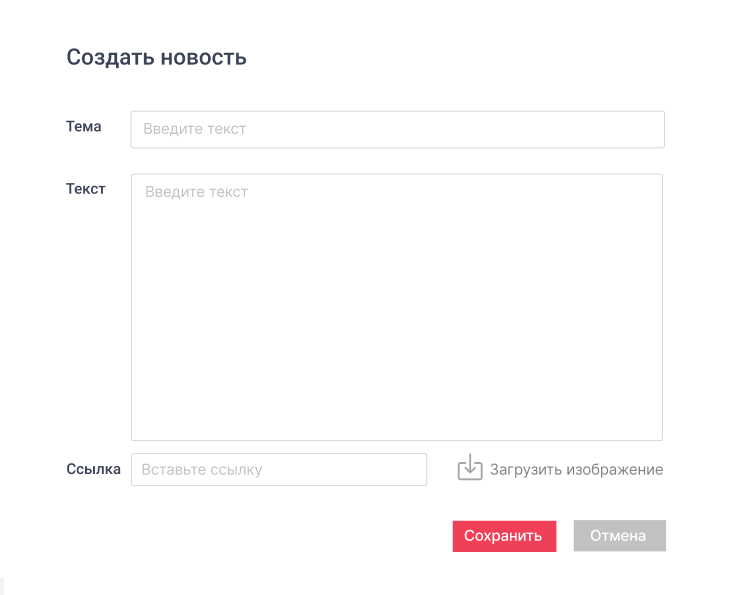 Создать новость
Тема
Введите текст
Текст
Введите текст
Ссылка
Вставьте ссылку
Загрузить изображение
Сохранить
Отмена